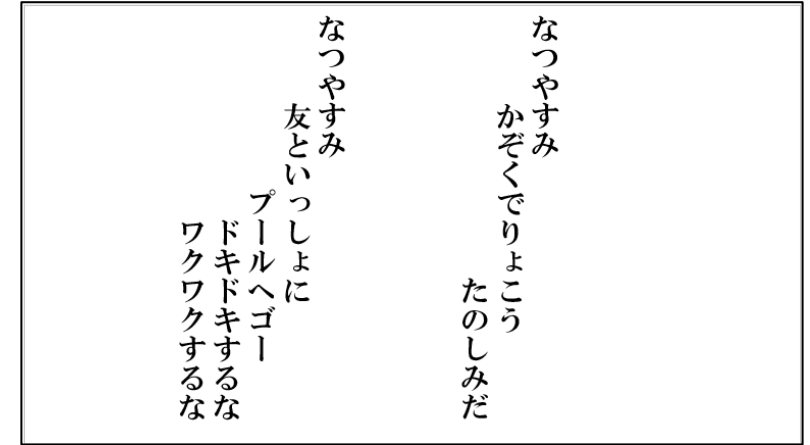 なつやすみ
かぞくでりょこう
たのしみだ
なつやすみ
友といっしょに
プールへゴー
ドキドキするな
ワクワクするな